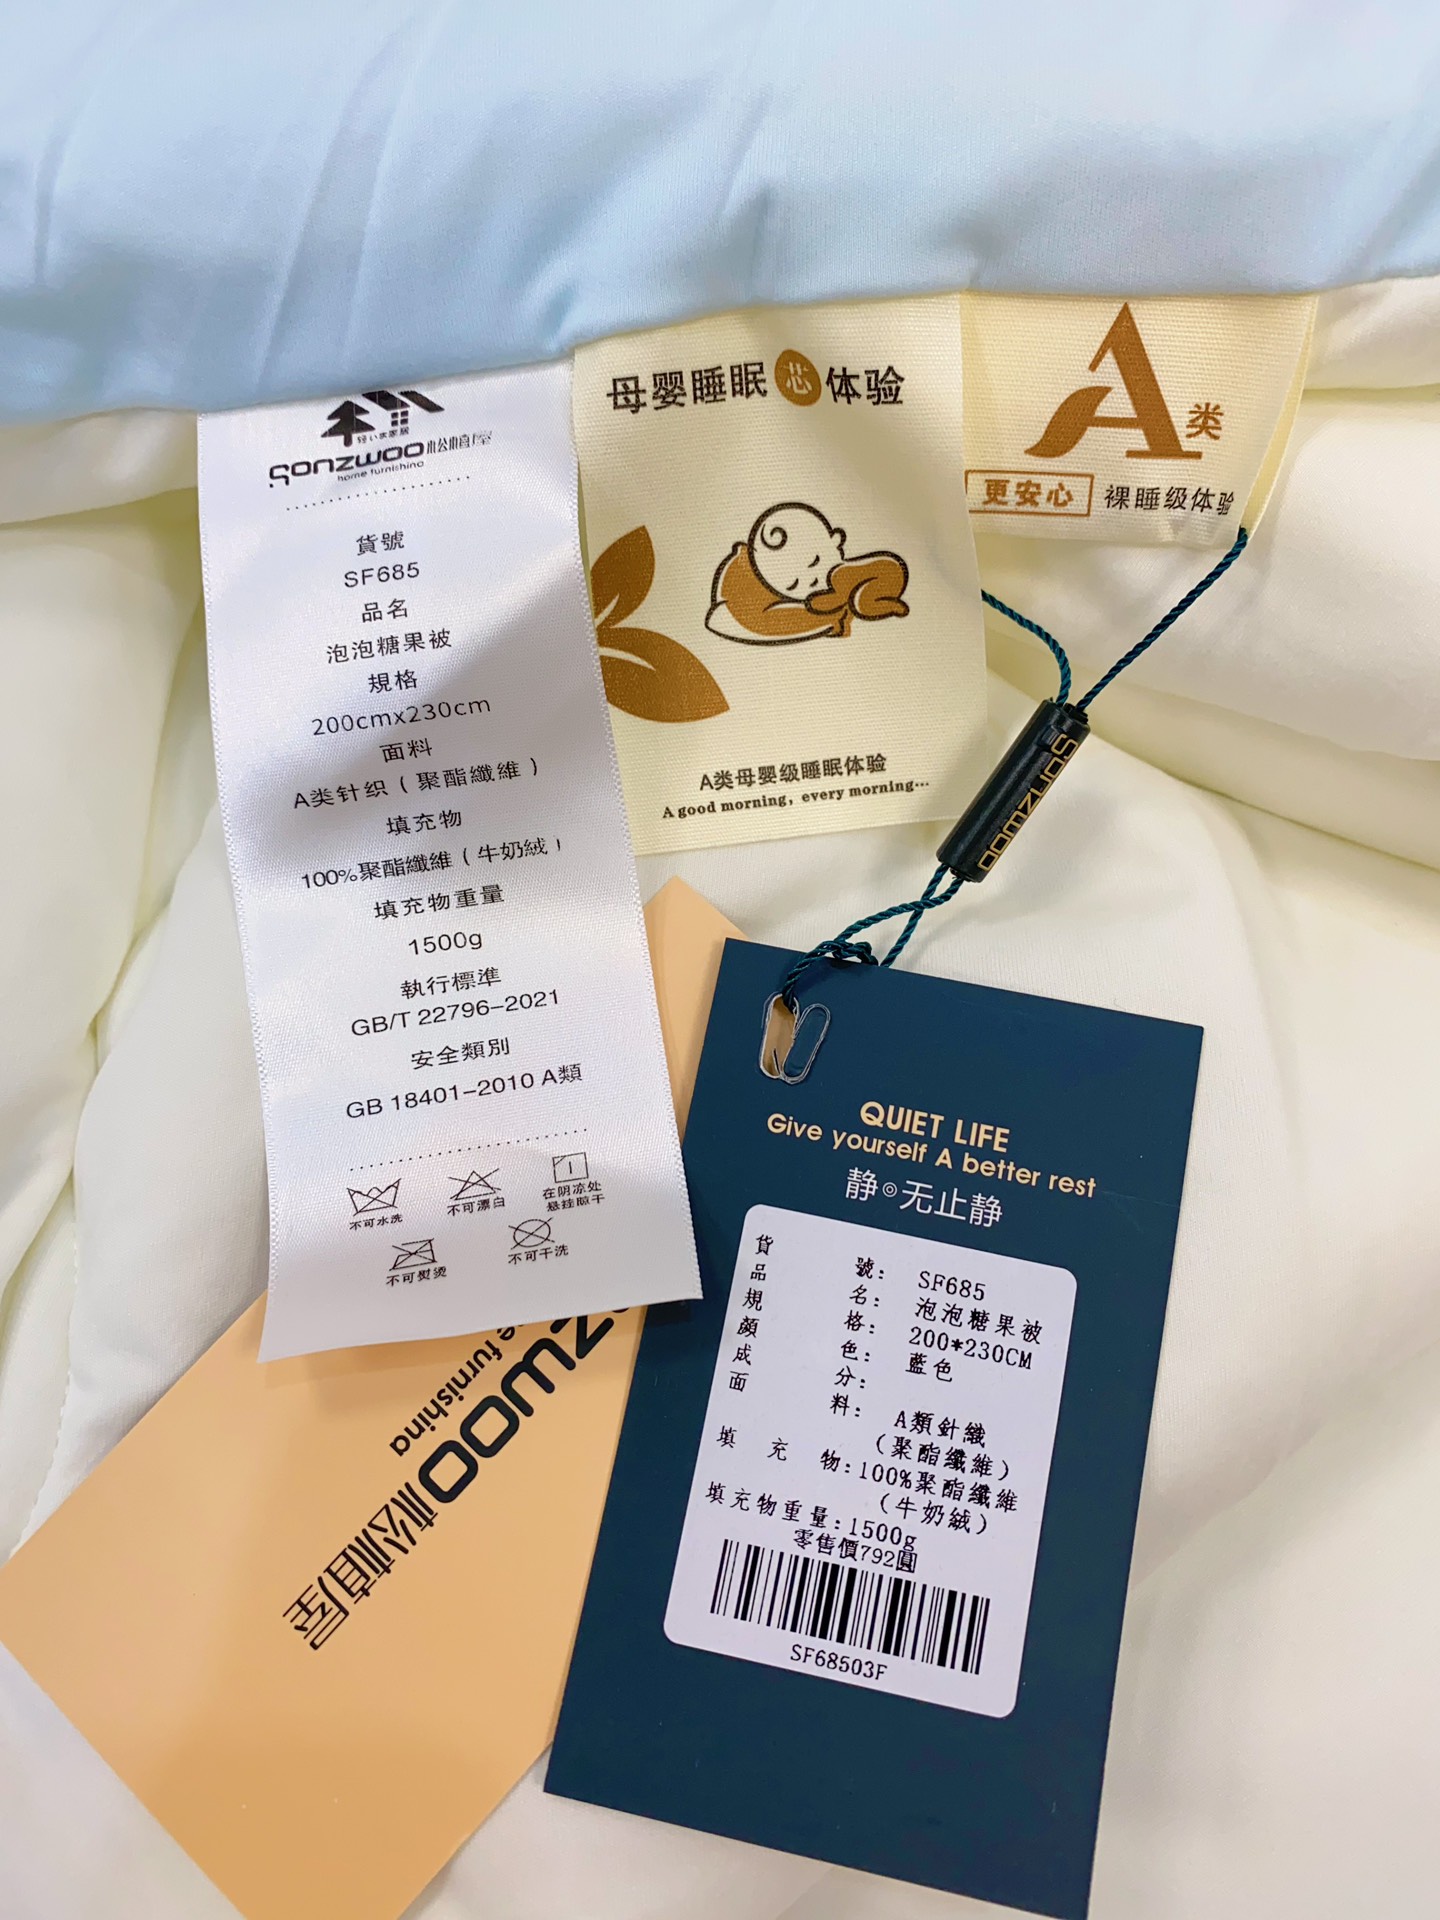 轻い木家居
SONZWOO松植屋
home furnishing
貨號
SF685
品名
泡泡糖果被
規格
200cmx230cm
面料
A类针织（聚酯纖維）
填充物
100%聚酯纖維（牛奶絨）
填充物重量
1500g
執行標準
GB/T 22796-2021
安全類別
GB 18401-2010 A類
不可水洗
不可漂白
在阴凉处
悬挂晾干
不可熨烫
不可干洗
母婴睡眠芯体验
A类母婴级睡眠体验
A good morning, every morning...
A类
更安心 裸睡级体验
SONZWOO
QUIET LIFE
Give yourself A better rest
静⊙无止静
貨號: SF685
品名: 泡泡糖果被
規格: 200*230CM
顏色: 藍色
成分:
面料: A類針織
（聚酯纖維）
填充物:100%聚酯纖維
（牛奶絨）
填充物重量:1500g
零售價792圓
SF68503F
ZWOO松植屋
furnishing